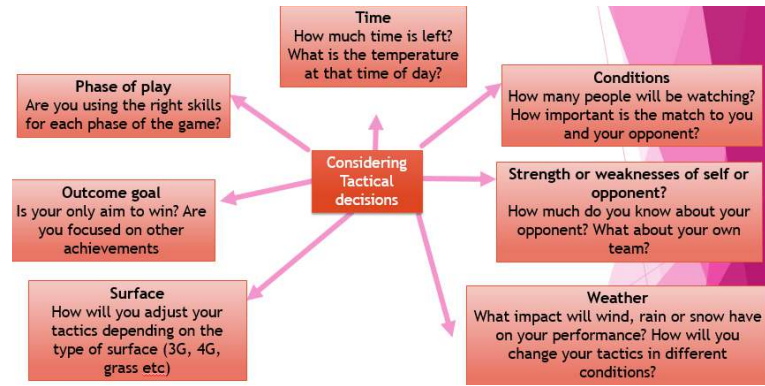 Time
How much time is left?
What is the temperature
at that time of day?
Phase of play
Are you using the right skills
for each phase of the game?
Conditions
How many people will be watching?
How important is the match to you
and your opponent?
Considering
Tactical
decisions
Outcome goal
Is your only aim to win? Are
you focused on other
achievements
Strength or weaknesses of self or
opponent?
How much do you know about your
opponent? What about your own
team?
Surface
How will you adjust your
tactics depending on the
type of surface (3G, 4G,
grass etc)
Weather
What impact will wind, rain or snow have
on your performance? How will you
change your tactics in different
conditions?